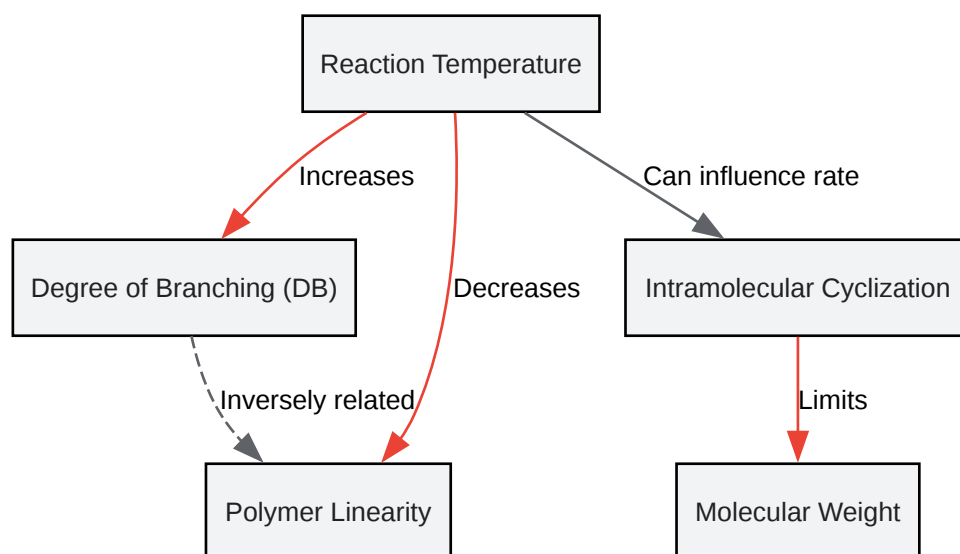 Reaction Temperature
Increases
Can influence rate
Degree of Branching (DB)
Decreases
Intramolecular Cyclization
Inversely related
Limits
Polymer Linearity
Molecular Weight